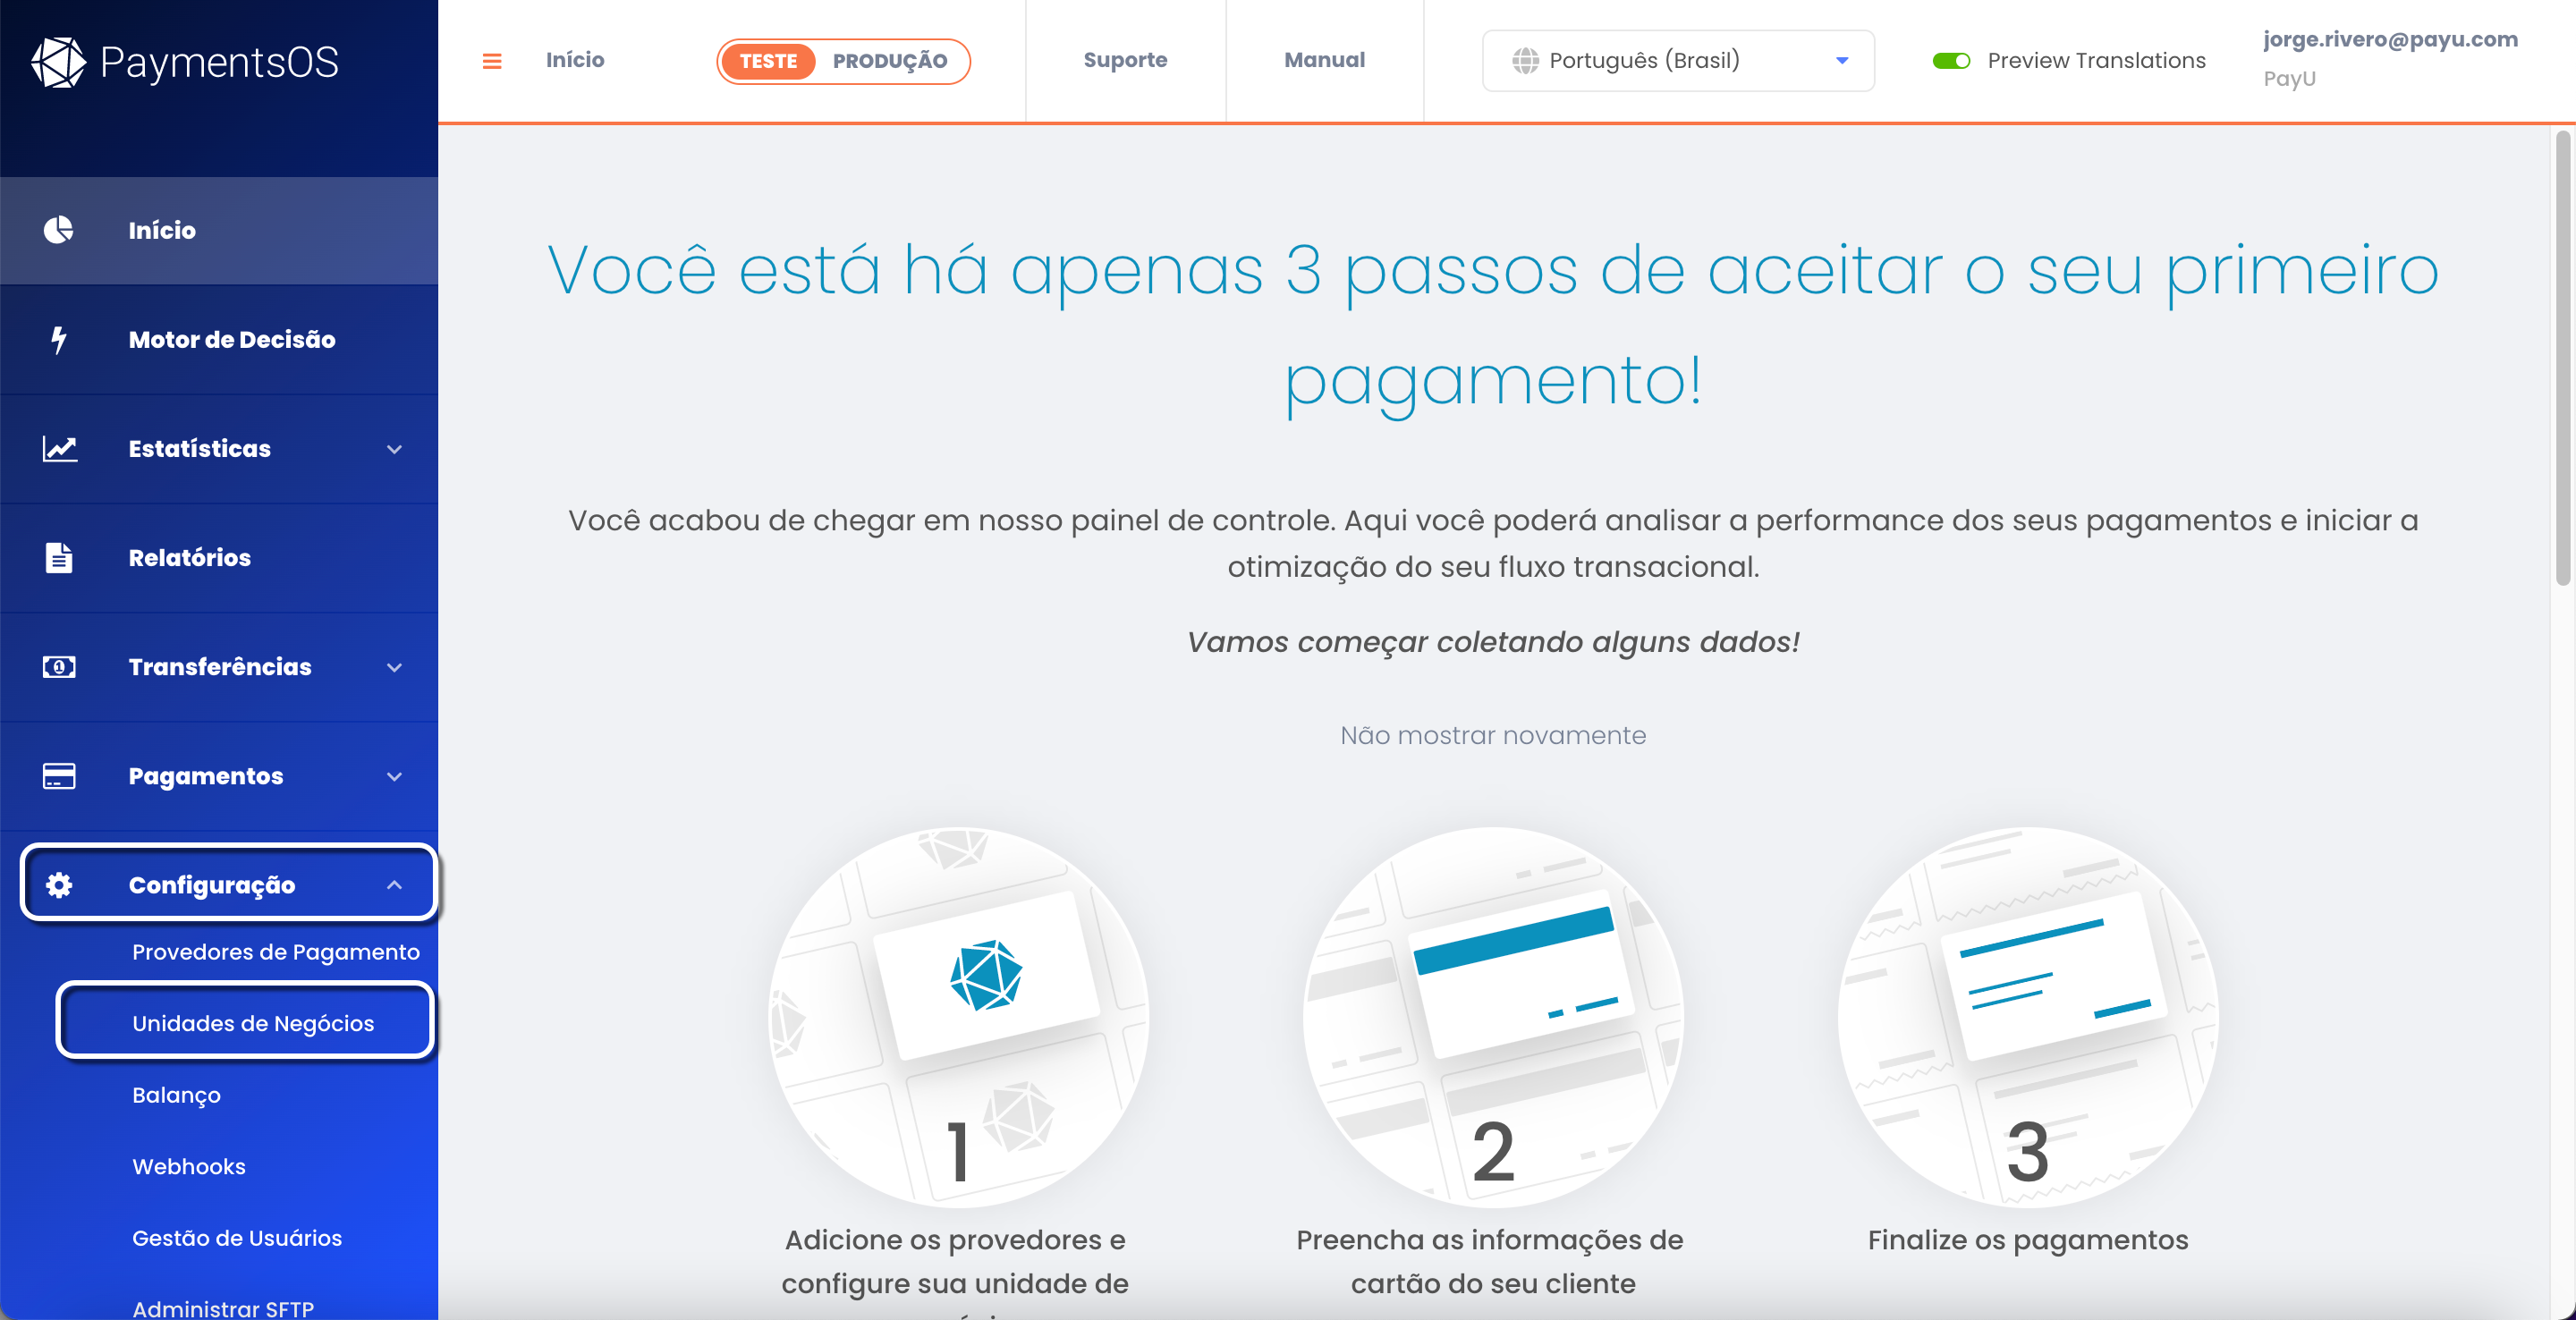 PaymentsOS
Início
TESTE PRODUÇÃO
Suporte
Manual
Português (Brasil)
Preview Translations
jorge.rivero@payu.com
PayU
Início
Motor de Decisão
Estatísticas
Relatórios
Transferências
Pagamentos
Configuração
Provedores de Pagamento
Unidades de Negócios
Balanço
Webhooks
Gestão de Usuários
Administrar SFTP
Você está há apenas 3 passos de aceitar o seu primeiro
pagamento!
Você acabou de chegar em nosso painel de controle. Aqui você poderá analisar a performance dos seus pagamentos e iniciar a
otimização do seu fluxo transacional.
Vamos começar coletando alguns dados!
Não mostrar novamente
1
Adicione os provedores e
configure sua unidade de
2
Preencha as informações de
cartão do seu cliente
3
Finalize os pagamentos